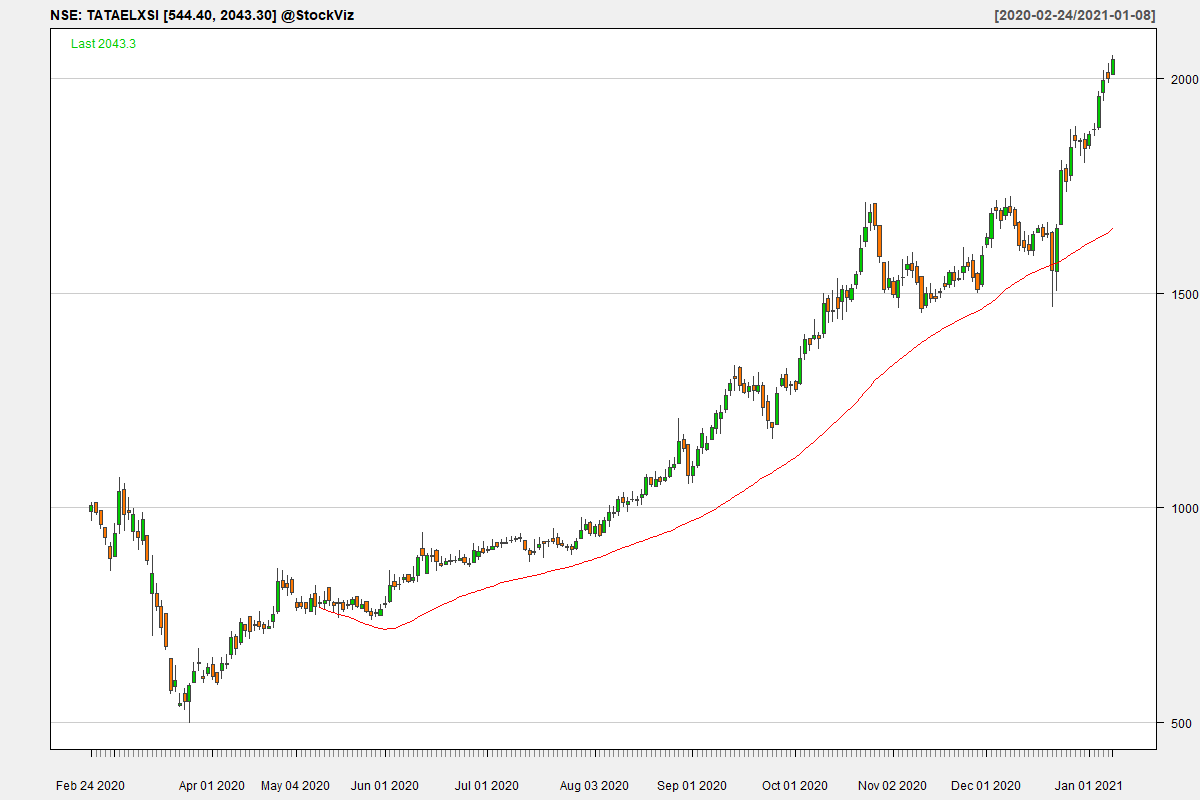 NSE: TATAELXSI [544.40, 2043.30] @StockViz [2020-02-24/2021-01-08]
Last 2043.3
2000
1500
1000
500
Feb 24 2020 Apr 01 2020 May 04 2020 Jun 01 2020 Jul 01 2020 Aug 03 2020 Sep 01 2020 Oct 01 2020 Nov 02 2020 Dec 01 2020 Jan 01 2021